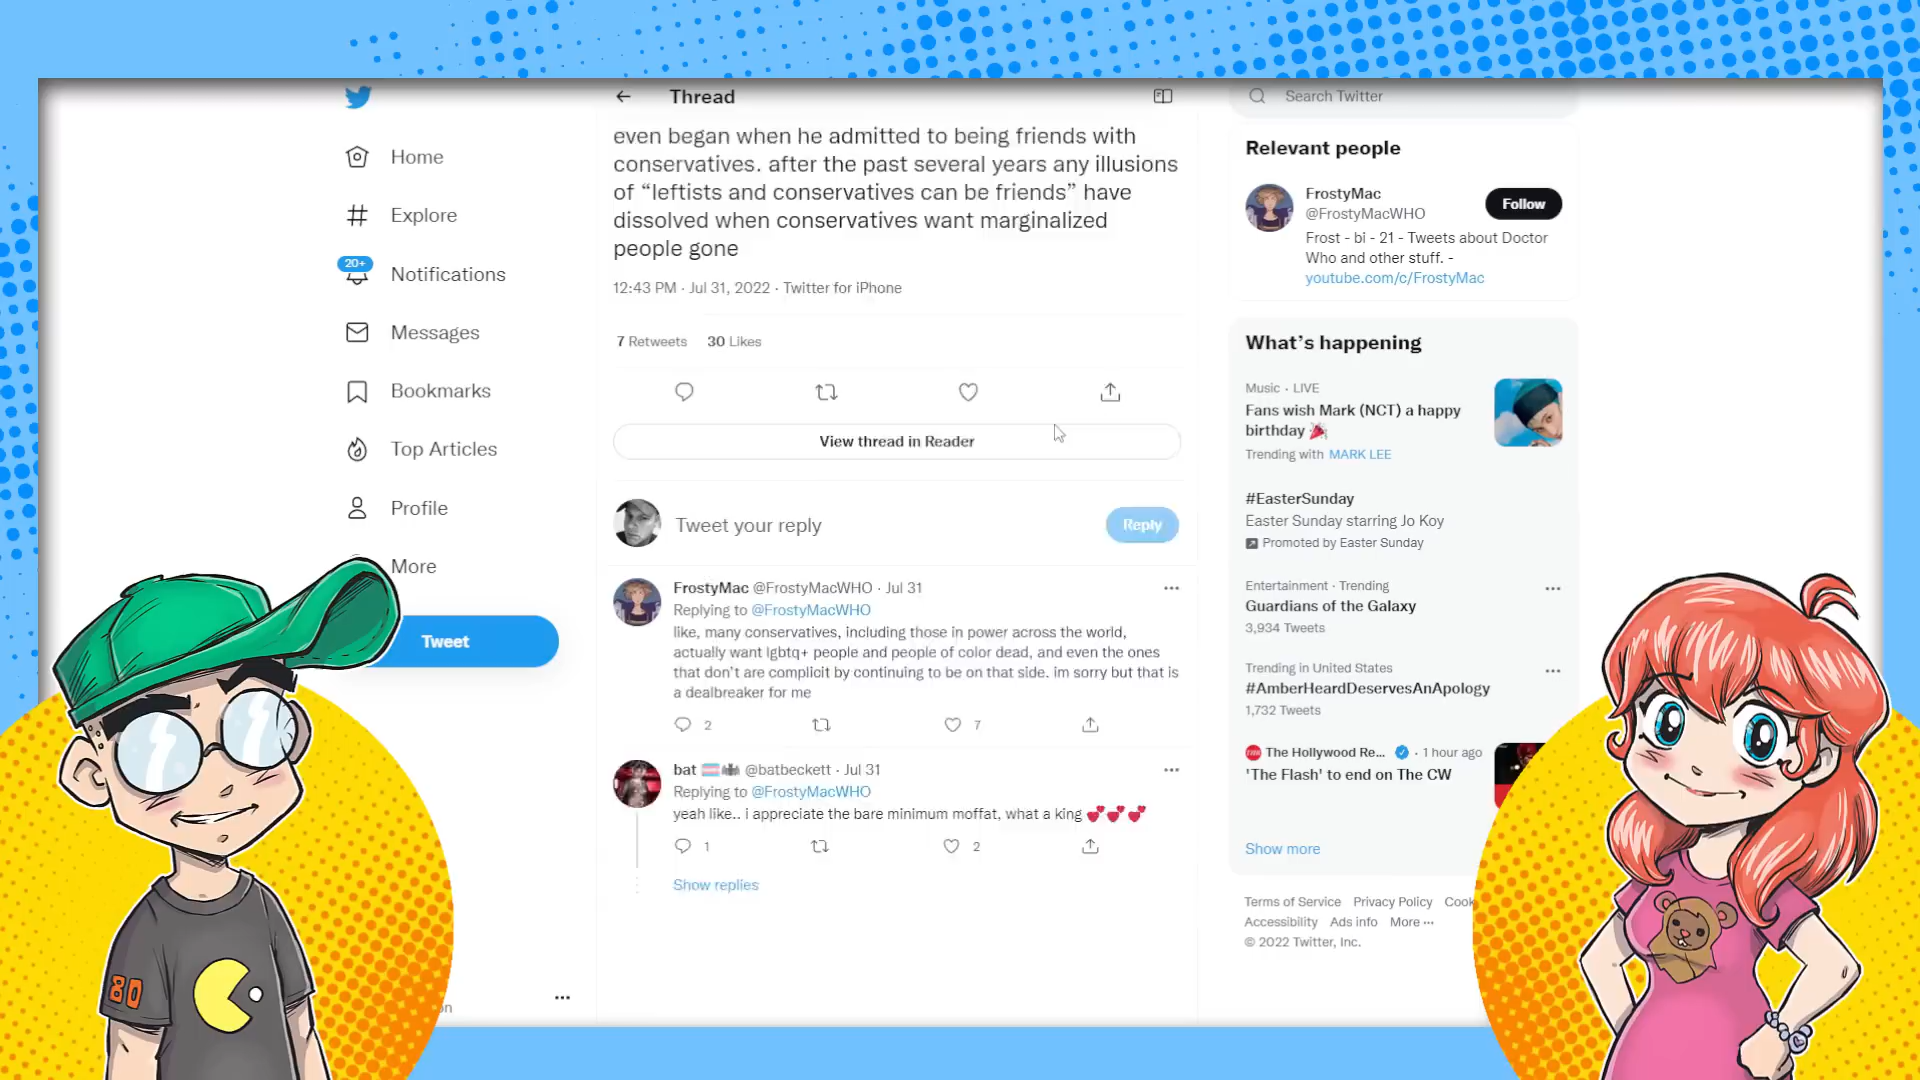 Thread
Search Twitter
Home
Explore
20+
Notifications
Messages
Bookmarks
Top Articles
Profile
More
Tweet
even began when he admitted to being friends with
conservatives. after the past several years any illusions
of “leftists and conservatives can be friends” have
dissolved when conservatives want marginalized
people gone
12:43 PM · Jul 31, 2022 · Twitter for iPhone
7 Retweets 30 Likes
View thread in Reader
Tweet your reply
Reply
FrostyMac @FrostyMacWHO · Jul 31
Replying to @FrostyMacWHO
like, many conservatives, including those in power across the world,
actually want lgbtq+ people and people of color dead, and even the ones
that don’t are complicit by continuing to be on that side. im sorry but that is
a dealbreaker for me
2 7
bat @batbeckett · Jul 31
Replying to @FrostyMacWHO
yeah like.. i appreciate the bare minimum moffat, what a king 💕💕💕
1 2
Show replies
Relevant people
FrostyMac
@FrostyMacWHO
Follow
Frost - bi - 21 - Tweets about Doctor
Who and other stuff. -
youtube.com/c/FrostyMac
What’s happening
Music · LIVE
Fans wish Mark (NCT) a happy
birthday 🎉
Trending with MARK LEE
#EasterSunday
Easter Sunday starring Jo Koy
Promoted by Easter Sunday
Entertainment · Trending
Guardians of the Galaxy
3,934 Tweets
Trending in United States
#AmberHeardDeservesAnApology
1,732 Tweets
The Hollywood Re... · 1 hour ago
'The Flash' to end on The CW
Show more
Terms of Service Privacy Policy Cook
Accessibility Ads info More ···
© 2022 Twitter, Inc.
80